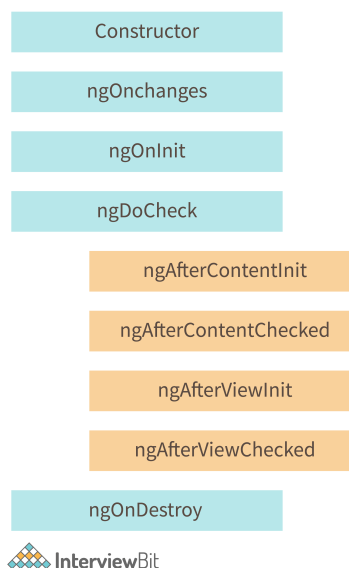 Constructor
ngOnchanges
ngOnInit
ngDoCheck
ngAfterContentInit
ngAfterContentChecked
ngAfterViewInit
ngAfterViewChecked
ngOnDestroy
InterviewBit